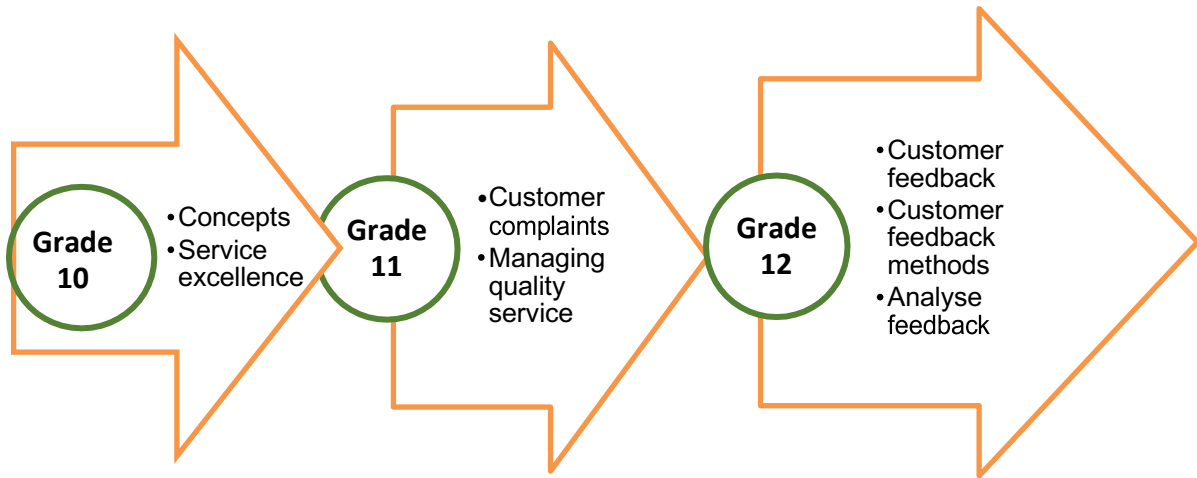 Grade
10
•Concepts
•Service
excellence
Grade
11
•Customer
complaints
•Managing
quality
service
Grade
12
•Customer
feedback
•Customer
feedback
methods
•Analyse
feedback